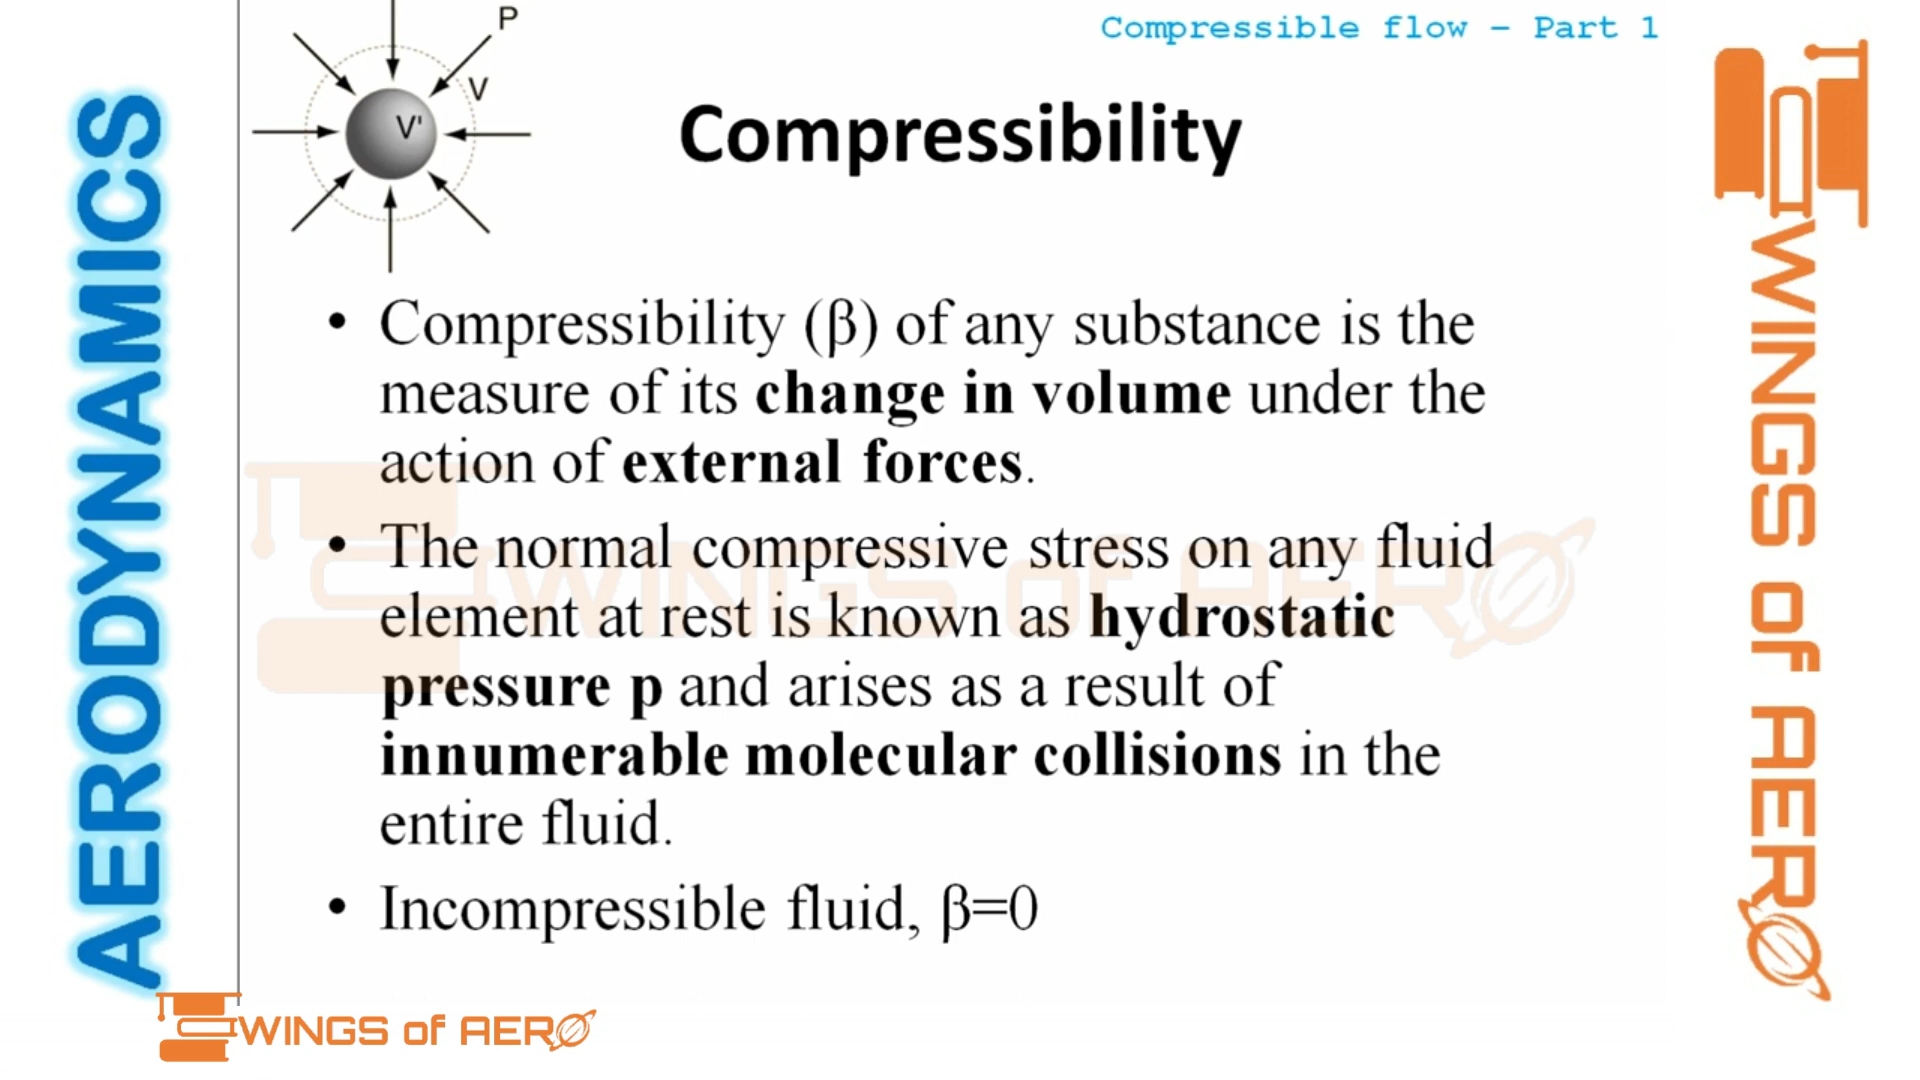 Compressible flow – Part 1
P
V
V'
Compressibility
AERODYNAMICS
• Compressibility (β) of any substance is the
measure of its change in volume under the
action of external forces.
• The normal compressive stress on any fluid
element at rest is known as hydrostatic
pressure p and arises as a result of
innumerable molecular collisions in the
entire fluid.
• Incompressible fluid, β=0
WINGS of AERO
WINGS of AERO
WINGS of AERO